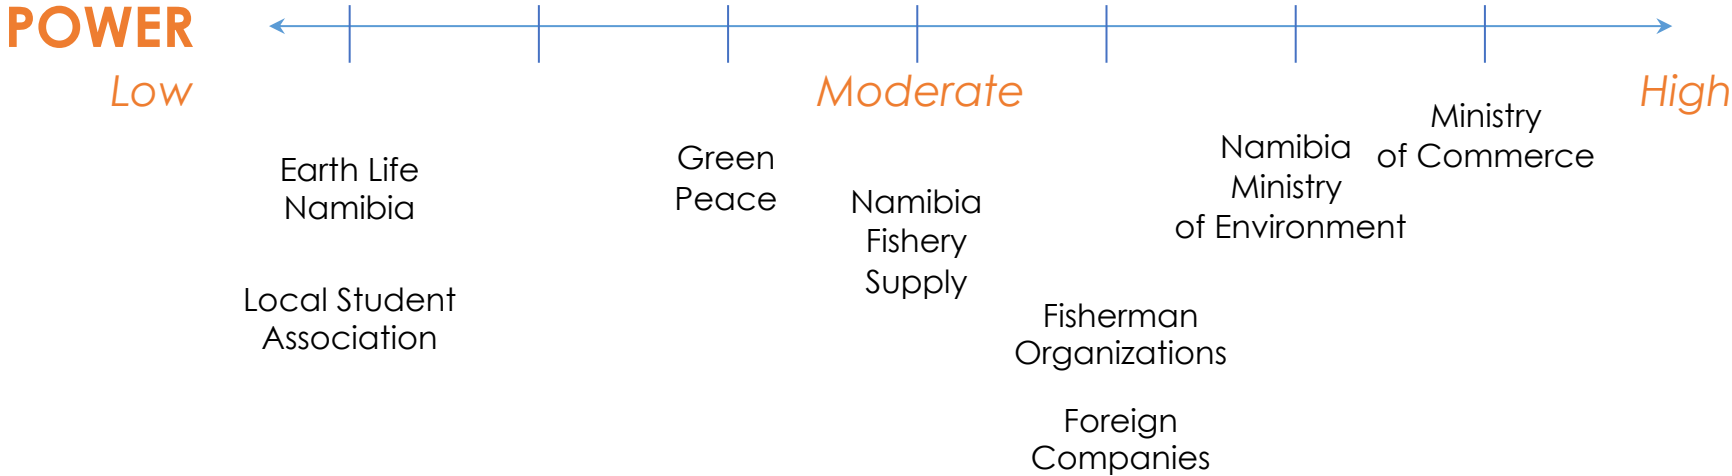 POWER
Low
Moderate
High
Earth Life
Namibia
Local Student
Association
Green
Peace
Namibia
Fishery
Supply
Fisherman
Organizations
Foreign
Companies
Namibia
Ministry
of Environment
Ministry
of Commerce